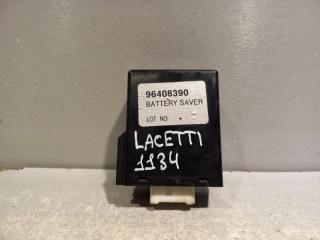 96408390
BATTERY SAVER
LOT NO:
LACETTI
1134